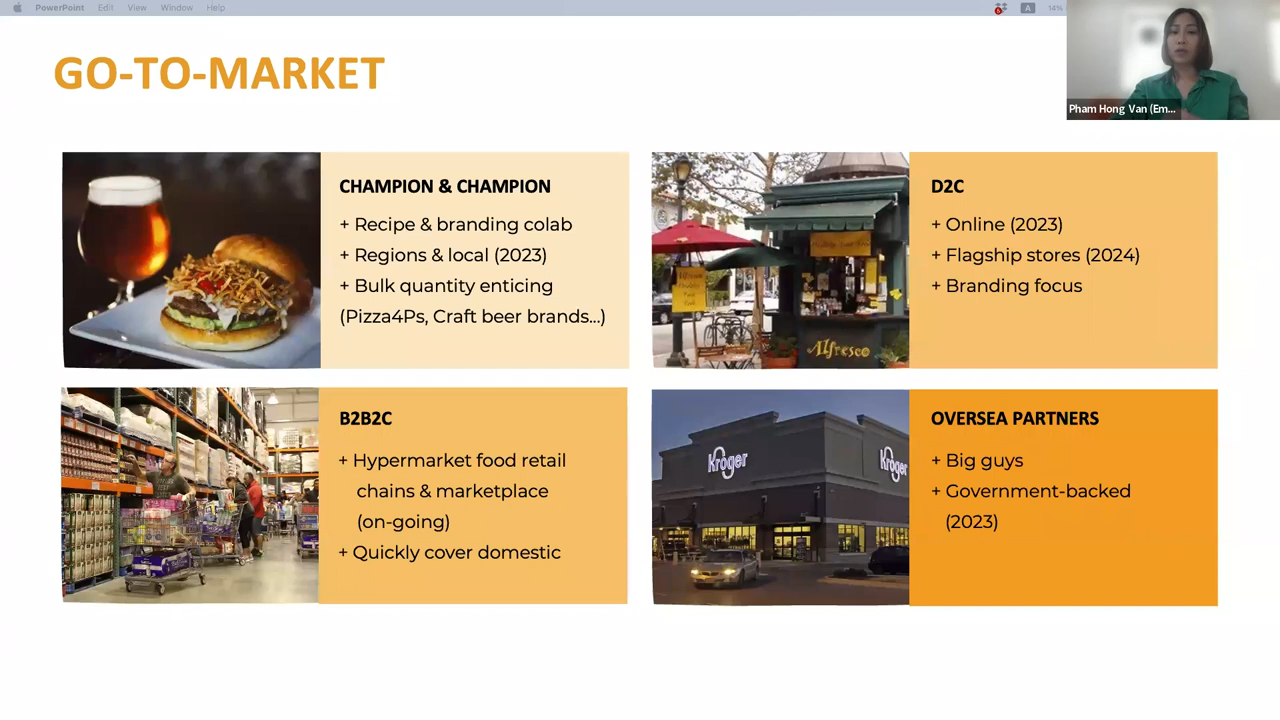 PowerPoint Edit View Window Help
A 14%
GO-TO-MARKET
Pham Hong Van (Em...
CHAMPION & CHAMPION
+ Recipe & branding colab
+ Regions & local (2023)
+ Bulk quantity enticing
(Pizza4Ps, Craft beer brands...)
D2C
+ Online (2023)
+ Flagship stores (2024)
+ Branding focus
Alfresco
B2B2C
+ Hypermarket food retail
chains & marketplace
(on-going)
+ Quickly cover domestic
OVERSEA PARTNERS
+ Big guys
+ Government-backed
(2023)
Kroger
Kroger